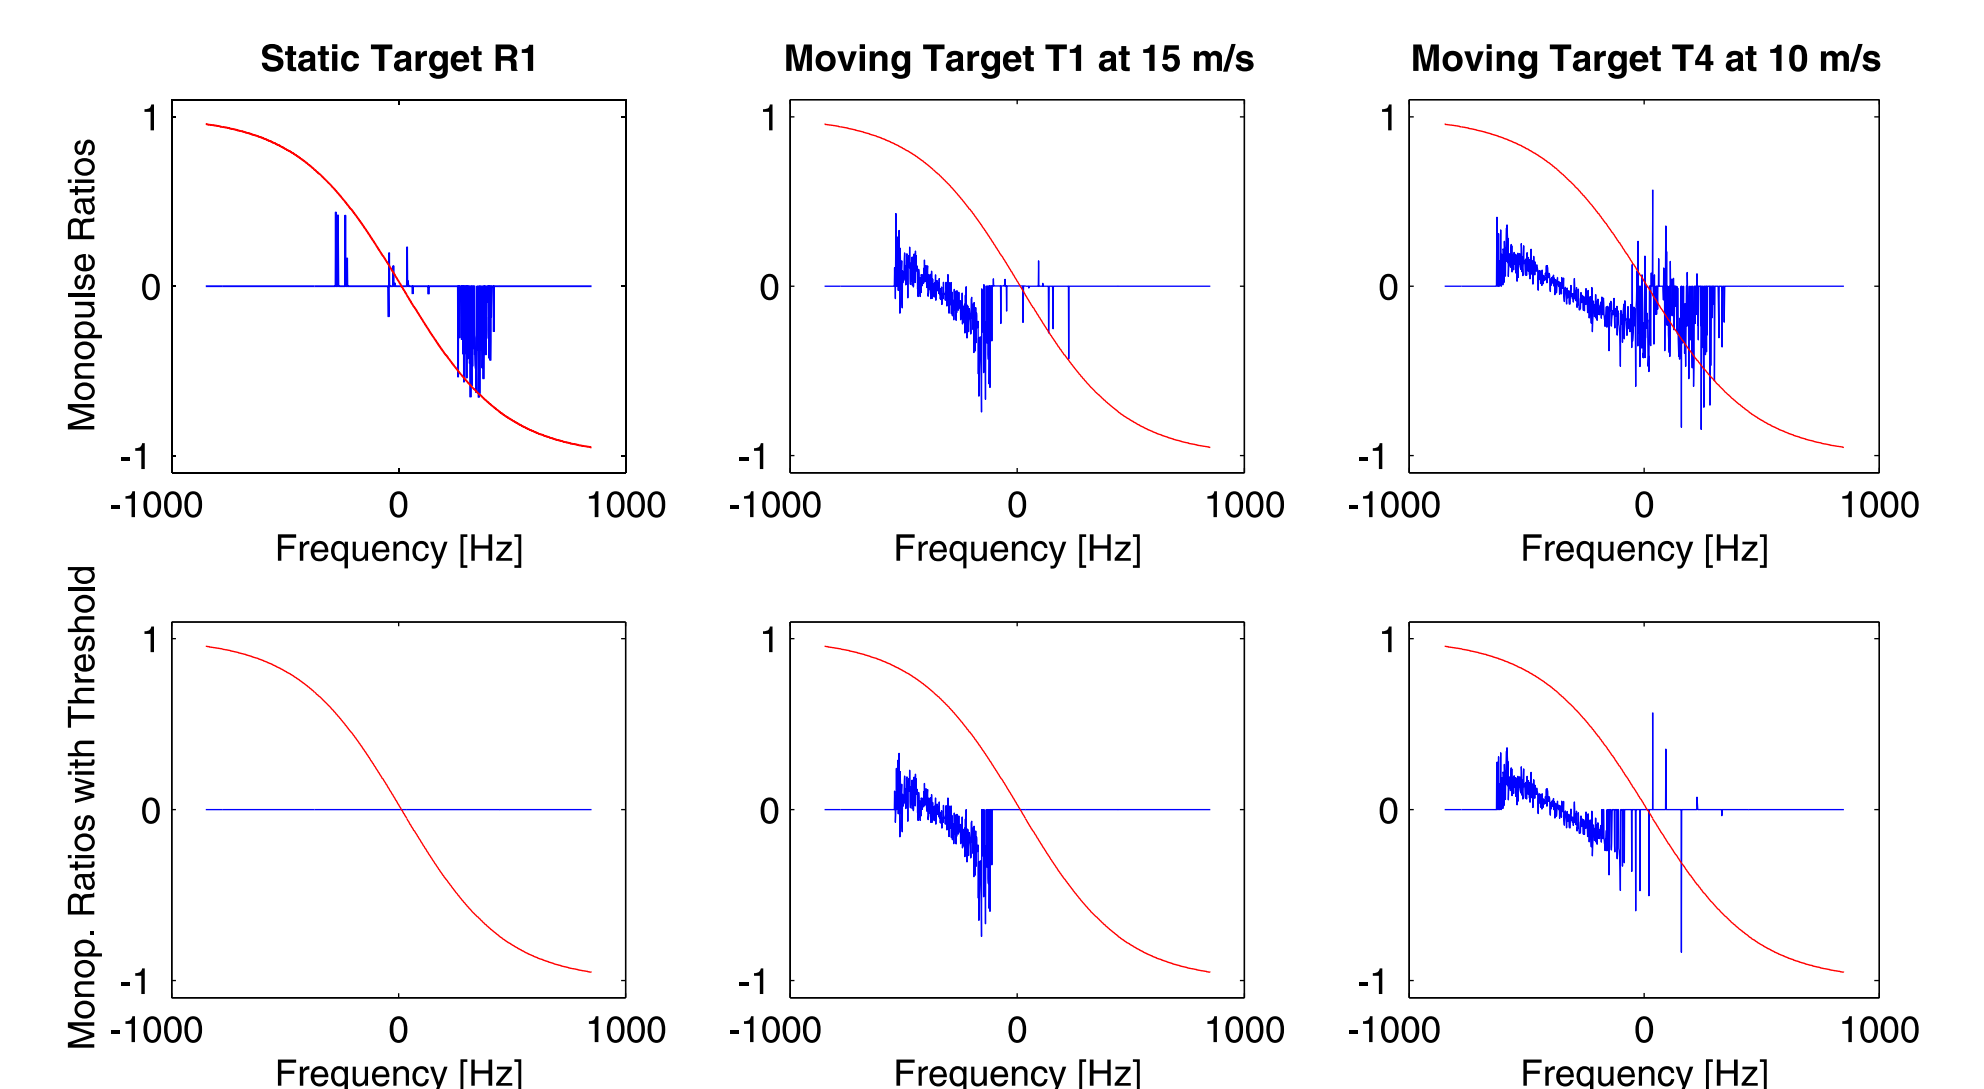 Static Target R1
Moving Target T1 at 15 m/s
Moving Target T4 at 10 m/s
Monopulse Ratios
1
0
-1
-1000 0 1000
Frequency [Hz]
1
0
-1
-1000 0 1000
Frequency [Hz]
1
0
-1
-1000 0 1000
Frequency [Hz]
Monop. Ratios with Threshold
1
0
-1
-1000 0 1000
Frequency [Hz]
1
0
-1
-1000 0 1000
Frequency [Hz]
1
0
-1
-1000 0 1000
Frequency [Hz]